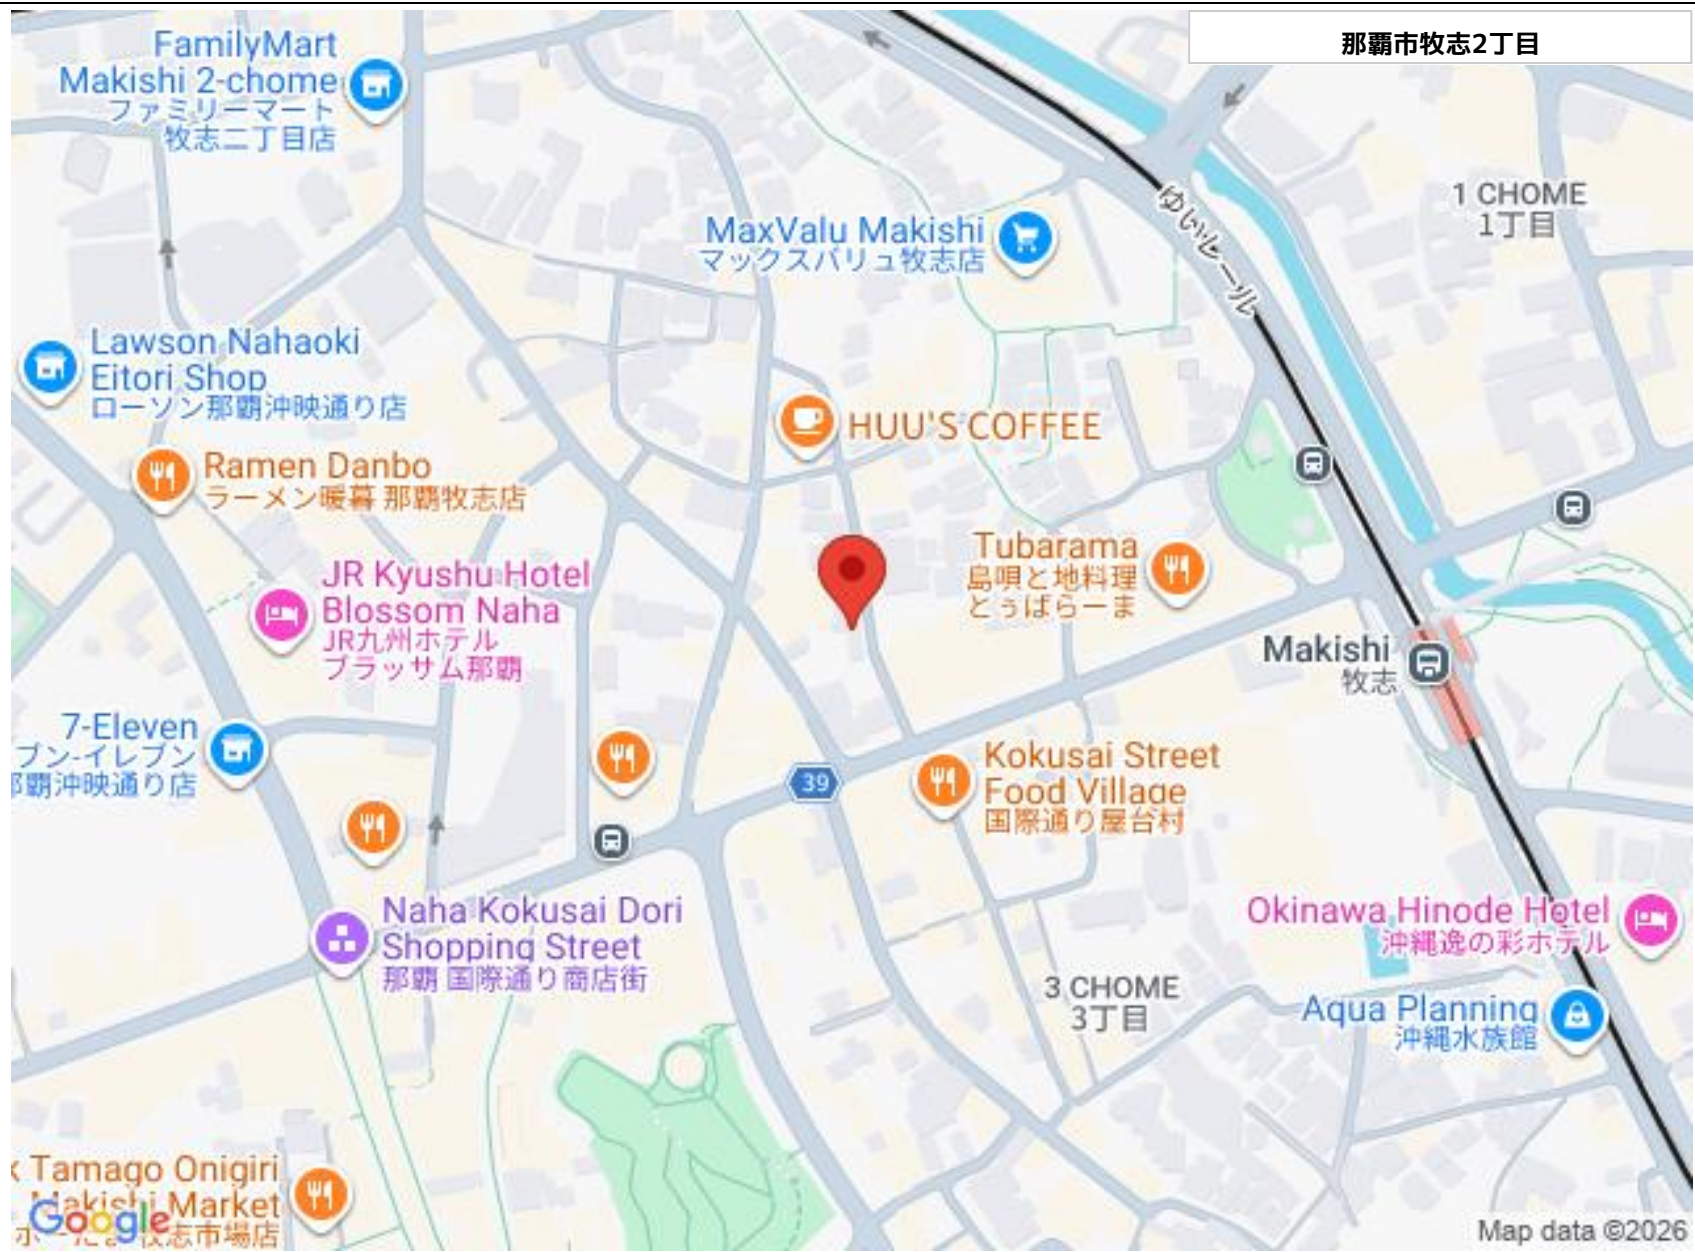 那覇市牧志2丁目
FamilyMart
Makishi 2-chome
ファミリーマート
牧志二丁目店
1 CHOME
1丁目
ゆいレール
MaxValu Makishi
マックスバリュ牧志店
Lawson Nahaoki
Eitori Shop
ローソン那覇沖映通り店
HUU'S COFFEE
Ramen Danbo
ラーメン暖暮 那覇牧志店
Tubarama
島唄と地料理
とぅばらーま
JR Kyushu Hotel
Blossom Naha
JR九州ホテル
ブラッサム那覇
Makishi
牧志
7-Eleven
ブン-イレブン
那覇沖映通り店
39
Kokusai Street
Food Village
国際通り屋台村
Naha Kokusai Dori
Shopping Street
那覇 国際通り商店街
Okinawa Hinode Hotel
沖縄逸の彩ホテル
3 CHOME
3丁目
Aqua Planning
沖縄水族館
Tamago Onigiri
Makishi Market
牧志市場店
Google
Map data ©2026